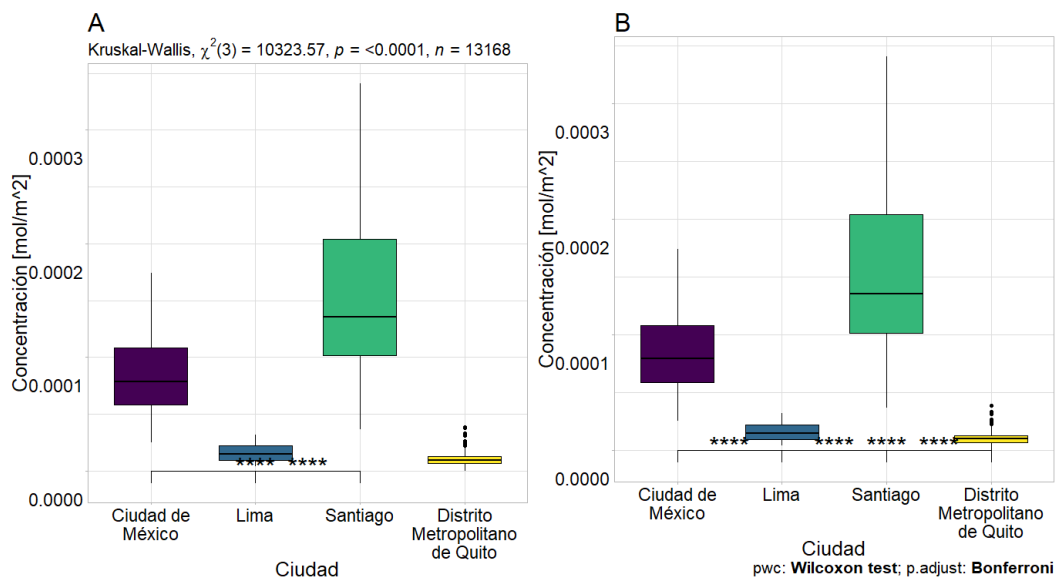 A
Kruskal-Wallis, χ²(3) = 10323.57, p = <0.0001, n = 13168
Concentración [mol/m^2]
0.0003
0.0002
0.0001
0.0000
**** ****
Ciudad de
México
Lima
Santiago
Distrito
Metropolitano
de Quito
Ciudad
B
Concentración [mol/m^2]
0.0003
0.0002
0.0001
0.0000
**** **** **** ****
Ciudad de
México
Lima
Santiago
Distrito
Metropolitano
de Quito
Ciudad
pwc: Wilcoxon test; p.adjust: Bonferroni